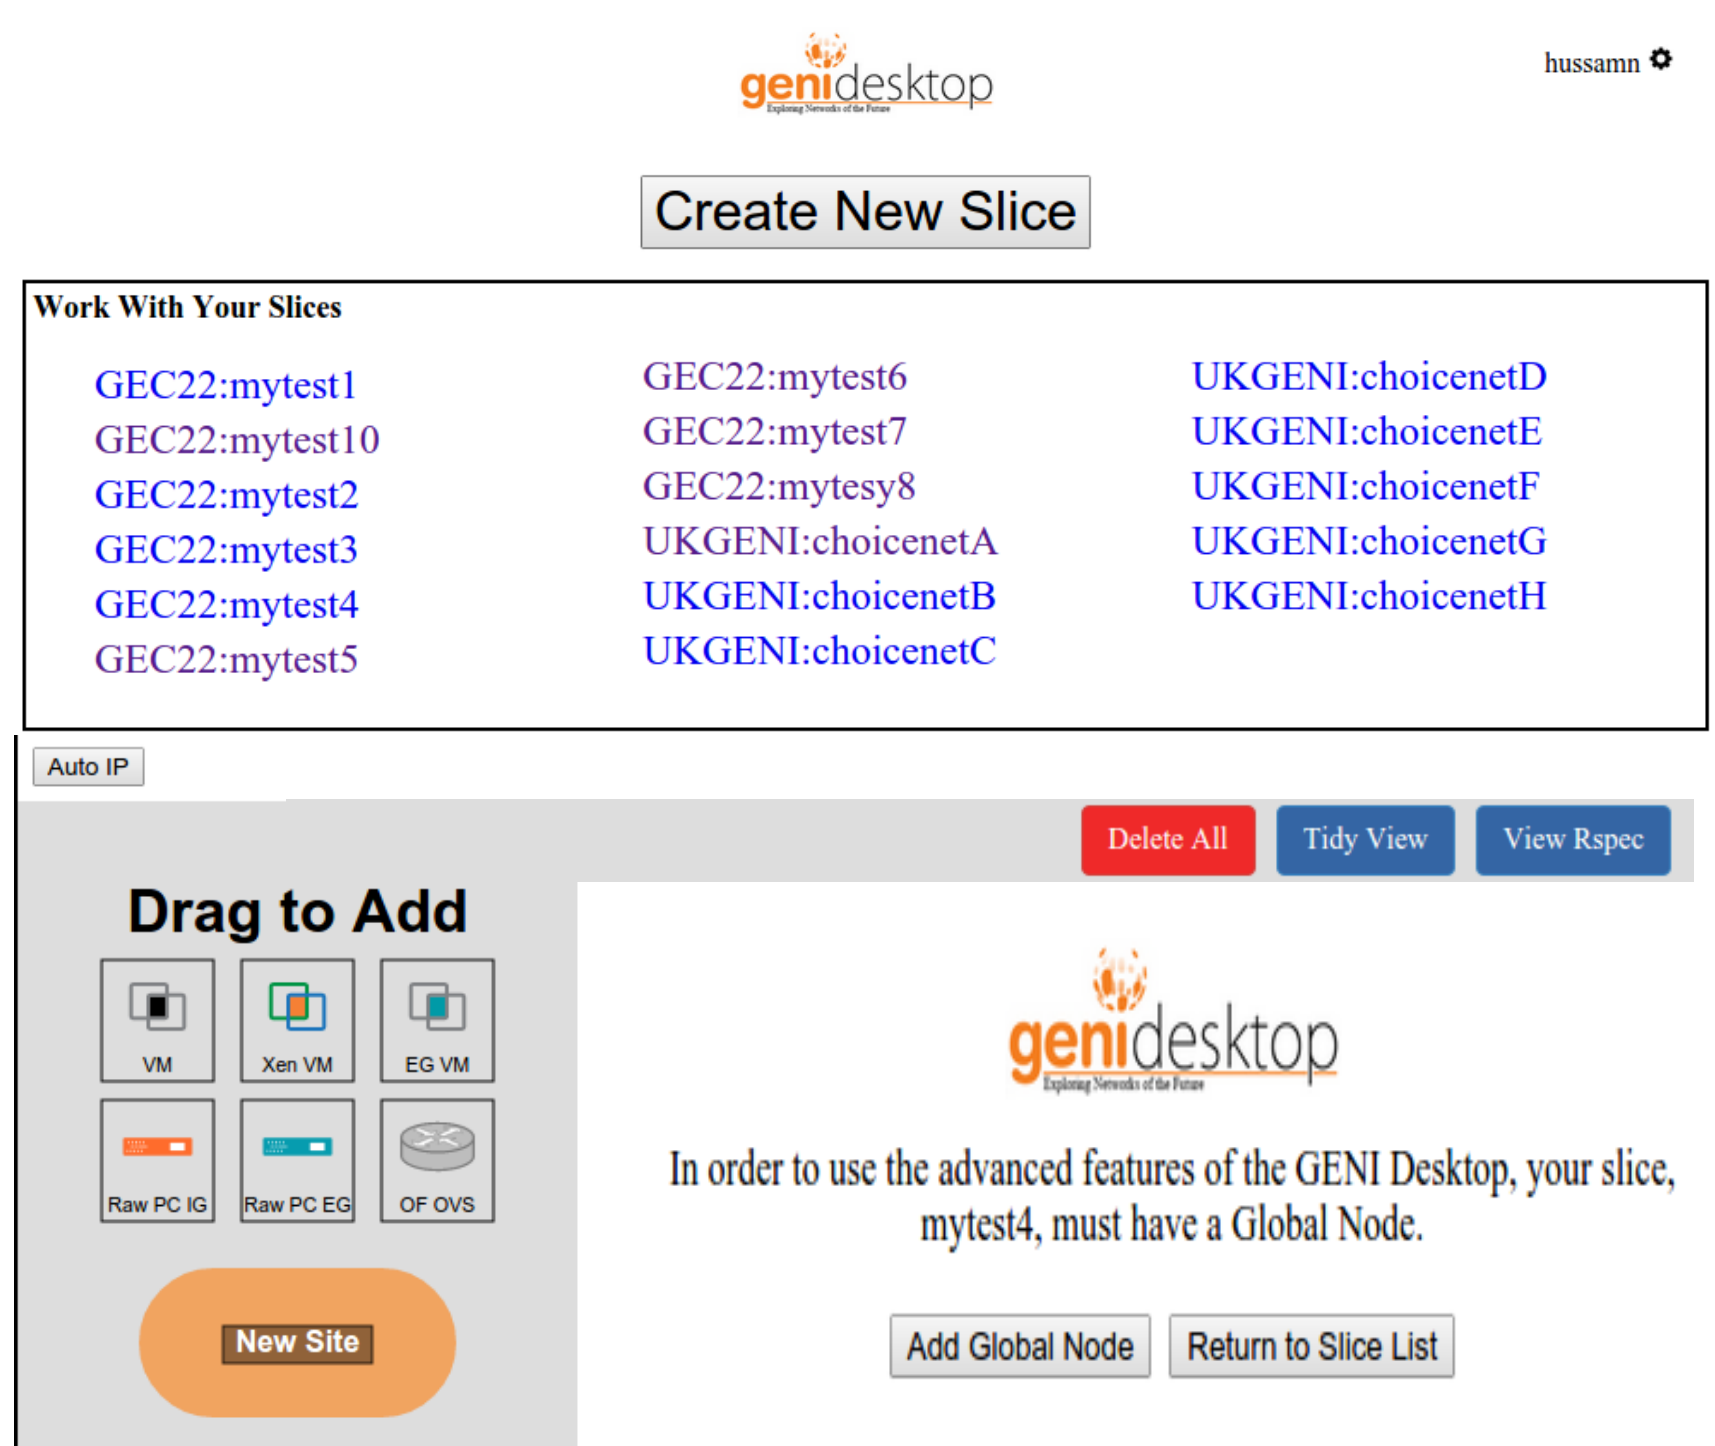 genidesktop
Exploring Networks of the Future
hussamn
Create New Slice
Work With Your Slices
GEC22:mytest1
GEC22:mytest10
GEC22:mytest2
GEC22:mytest3
GEC22:mytest4
GEC22:mytest5
GEC22:mytest6
GEC22:mytest7
GEC22:mytesy8
UKGENI:choicenetA
UKGENI:choicenetB
UKGENI:choicenetC
UKGENI:choicenetD
UKGENI:choicenetE
UKGENI:choicenetF
UKGENI:choicenetG
UKGENI:choicenetH
Auto IP
Delete All
Tidy View
View Rspec
Drag to Add
VM
Xen VM
EG VM
Raw PC IG
Raw PC EG
OF OVS
New Site
genidesktop
Exploring Networks of the Future
In order to use the advanced features of the GENI Desktop, your slice,
mytest4, must have a Global Node.
Add Global Node
Return to Slice List